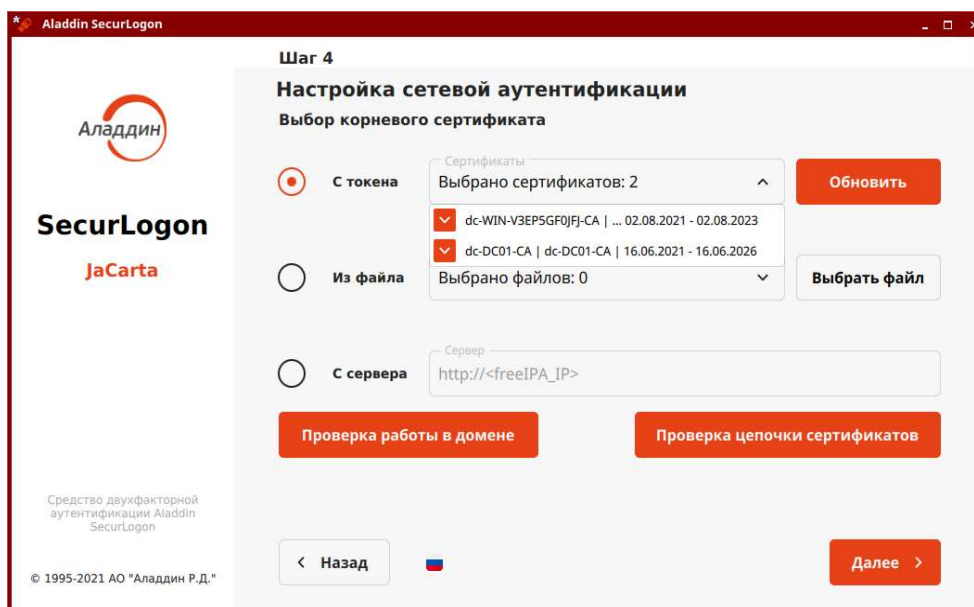 Aladdin SecurLogon
Шаг 4
Настройка сетевой аутентификации
Выбор корневого сертификата
Аладдин
SecurLogon
JaCarta
С токена
Сертификаты
Выбрано сертификатов: 2
Обновить
dc-WIN-V3EP5GF0JFJ-CA | ... 02.08.2021 - 02.08.2023
dc-DC01-CA | dc-DC01-CA | 16.06.2021 - 16.06.2026
Из файла
Выбрано файлов: 0
Выбрать файл
С сервера
Сервер
http://<freeIPA_IP>
Проверка работы в домене
Проверка цепочки сертификатов
Средство двухфакторной
аутентификации Aladdin
SecurLogon
© 1995-2021 АО "Аладдин Р.Д."
Назад
Далее